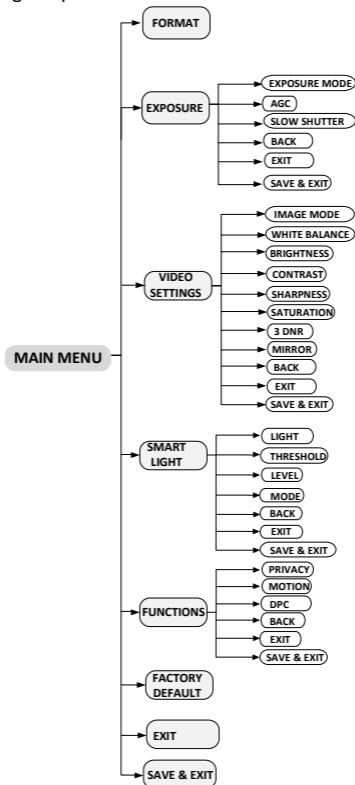 FORMAT
EXPOSURE
EXPOSURE MODE
AGC
SLOW SHUTTER
BACK
EXIT
SAVE & EXIT
VIDEO
SETTINGS
IMAGE MODE
WHITE BALANCE
BRIGHTNESS
CONTRAST
SHARPNESS
SATURATION
3 DNR
MIRROR
BACK
EXIT
SAVE & EXIT
MAIN MENU
SMART
LIGHT
LIGHT
THRESHOLD
LEVEL
MODE
BACK
EXIT
SAVE & EXIT
FUNCTIONS
PRIVACY
MOTION
DPC
BACK
EXIT
SAVE & EXIT
FACTORY
DEFAULT
EXIT
SAVE & EXIT